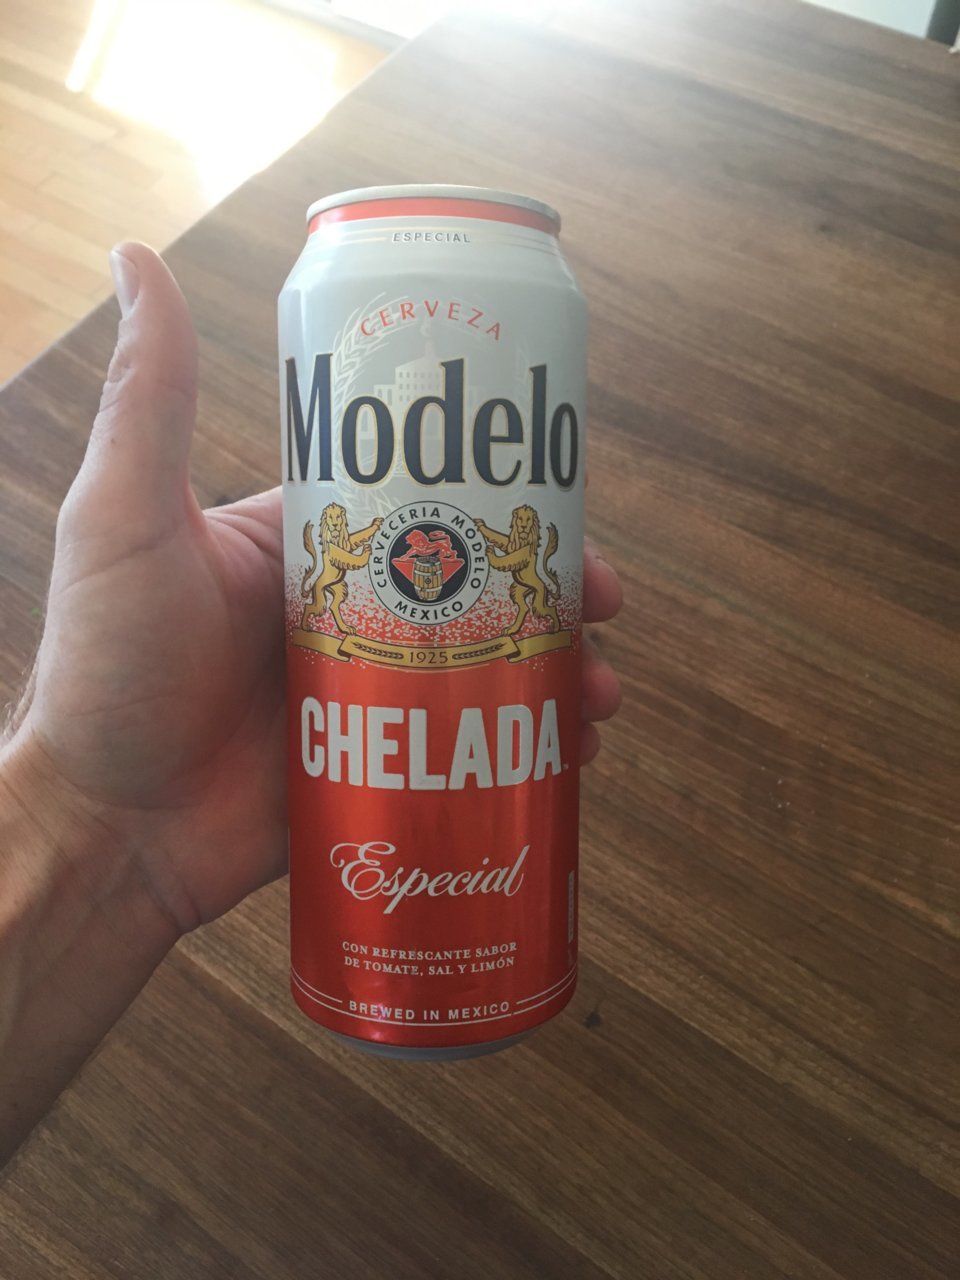 ESPECIAL
CERVEZA
Modelo
CERVECERIA MODELO
MEXICO
1925
CHELADA
Especial
CON REFRESCANTE SABOR
DE TOMATE, SAL Y LIMÓN
BREWED IN MEXICO